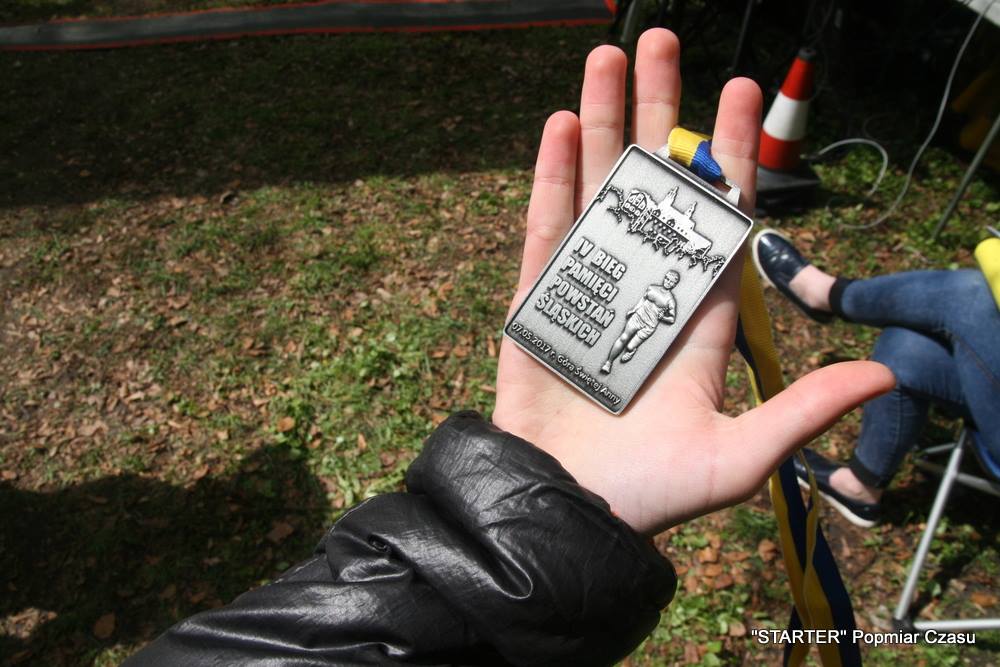 IV BIEG
PAMIĘCI
POWSTAŃ
ŚLĄSKICH
07.05.2017 r. Góra Świętej Anny
"STARTER" Popmiar Czasu